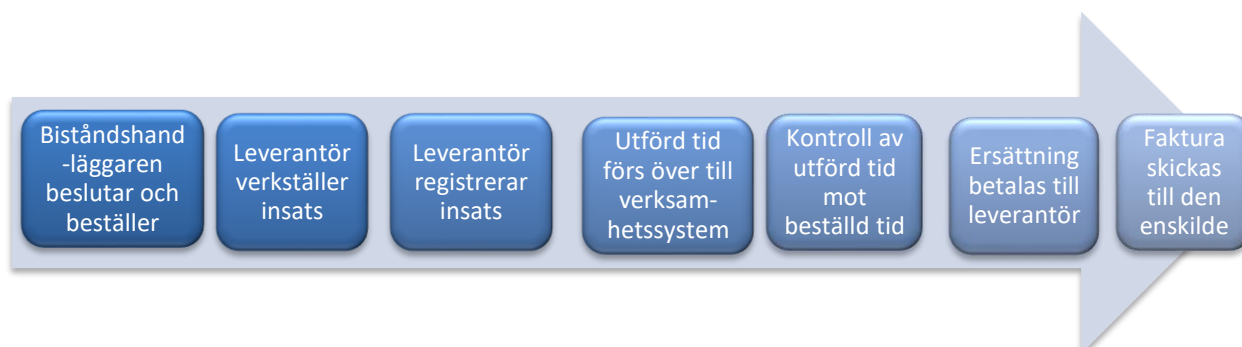 Biståndshand
-läggaren
beslutar och
beställer
Leverantör
verkställer
insats
Leverantör
registrerar
insats
Utförd tid
förs över till
verksam-
hetssystem
Kontroll av
utförd tid
mot
beställd tid
Ersättning
betalas till
leverantör
Faktura
skickas
till den
enskilde